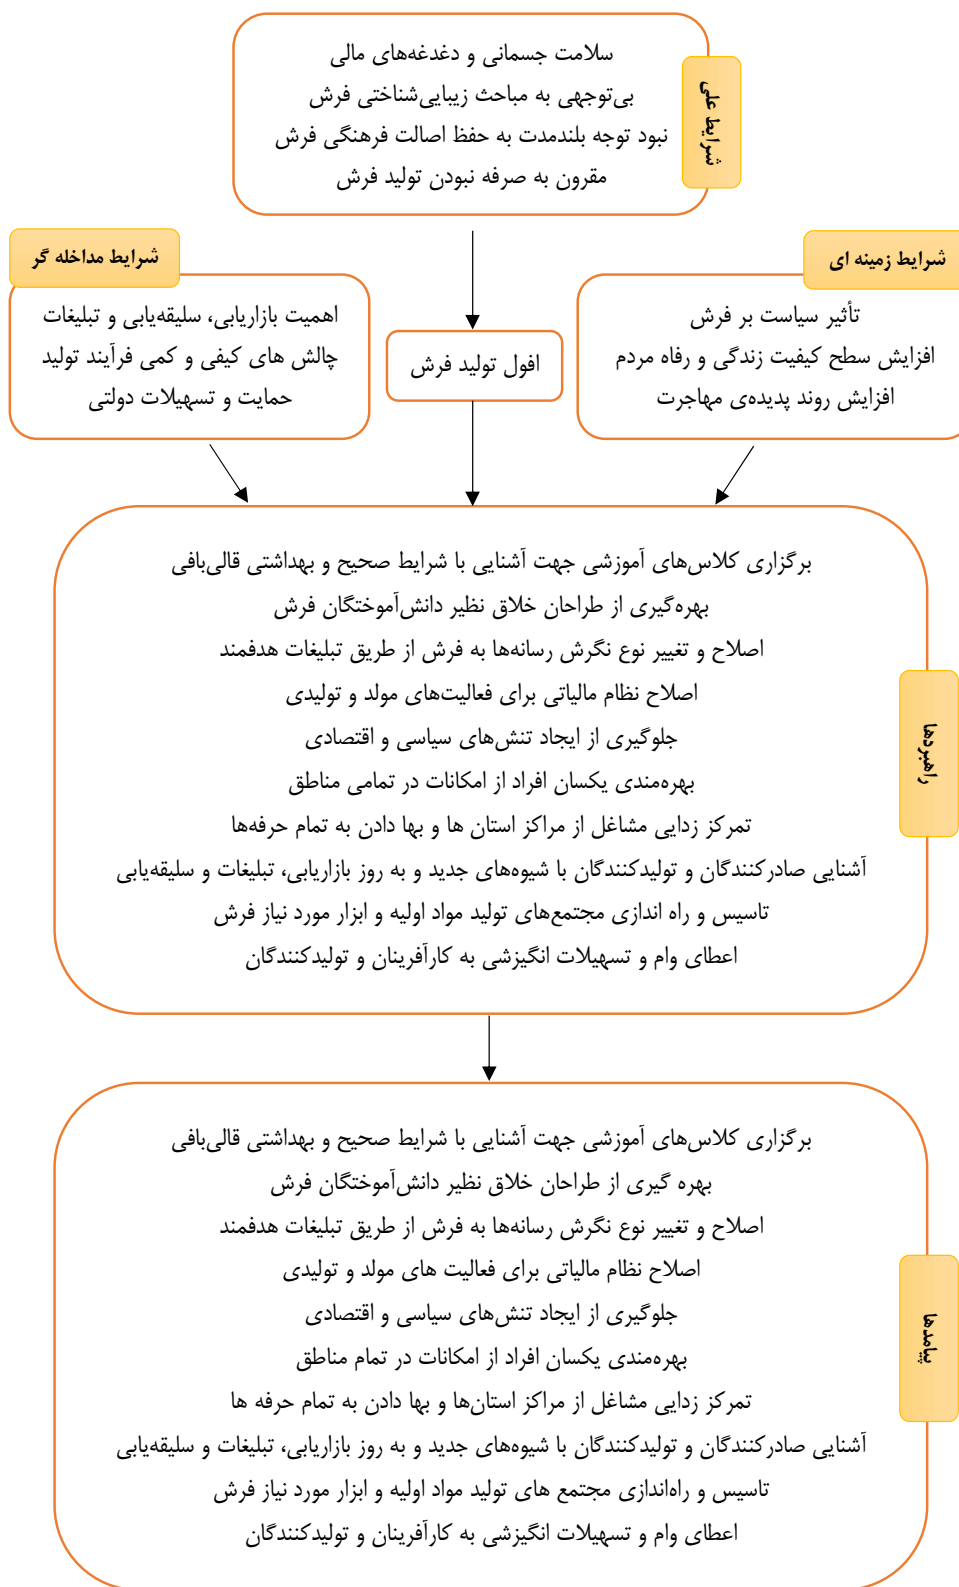 شرایط علی
سلامت جسمانی و دغدغه‌های مالی
بی‌توجهی به مباحث زیبایی‌شناختی فرش
نبود توجه بلندمدت به حفظ اصالت فرهنگی فرش
مقرون به صرفه نبودن تولید فرش
شرایط زمینه ای
تأثیر سیاست بر فرش
افزایش سطح کیفیت زندگی و رفاه مردم
افزایش روند پدیده‌ی مهاجرت
افول تولید فرش
شرایط مداخله گر
اهمیت بازاریابی، سلیقه‌یابی و تبلیغات
چالش های کیفی و کمی فرآیند تولید
حمایت و تسهیلات دولتی
راهبردها
برگزاری کلاس‌های آموزشی جهت آشنایی با شرایط صحیح و بهداشتی قالی‌بافی
بهره‌گیری از طراحان خلاق نظیر دانش‌آموختگان فرش
اصلاح و تغییر نوع نگرش رسانه‌ها به فرش از طریق تبلیغات هدفمند
اصلاح نظام مالیاتی برای فعالیت‌های مولد و تولیدی
جلوگیری از ایجاد تنش‌های سیاسی و اقتصادی
بهره‌مندی یکسان افراد از امکانات در تمامی مناطق
تمرکز زدایی مشاغل از مراکز استان ها و بها دادن به تمام حرفه‌ها
آشنایی صادرکنندگان و تولیدکنندگان با شیوه‌های جدید و به روز بازاریابی، تبلیغات و سلیقه‌یابی
تاسیس و راه اندازی مجتمع‌های تولید مواد اولیه و ابزار مورد نیاز فرش
اعطای وام و تسهیلات انگیزشی به کارآفرینان و تولیدکنندگان
پیامدها
برگزاری کلاس‌های آموزشی جهت آشنایی با شرایط صحیح و بهداشتی قالی‌بافی
بهره گیری از طراحان خلاق نظیر دانش‌آموختگان فرش
اصلاح و تغییر نوع نگرش رسانه‌ها به فرش از طریق تبلیغات هدفمند
اصلاح نظام مالیاتی برای فعالیت های مولد و تولیدی
جلوگیری از ایجاد تنش‌های سیاسی و اقتصادی
بهره‌مندی یکسان افراد از امکانات در تمام مناطق
تمرکز زدایی مشاغل از مراکز استان‌ها و بها دادن به تمام حرفه ها
آشنایی صادرکنندگان و تولیدکنندگان با شیوه‌های جدید و به روز بازاریابی، تبلیغات و سلیقه‌یابی
تاسیس و راه‌اندازی مجتمع های تولید مواد اولیه و ابزار مورد نیاز فرش
اعطای وام و تسهیلات انگیزشی به کارآفرینان و تولیدکنندگان